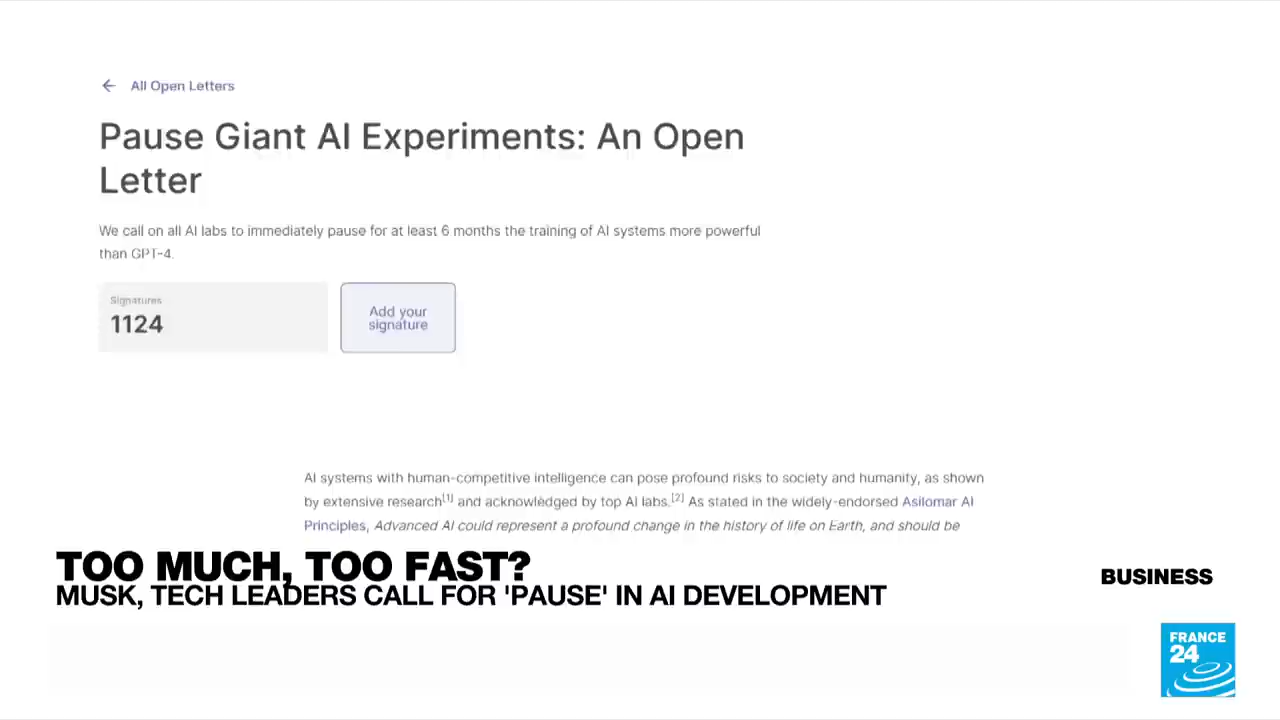 ← All Open Letters
Pause Giant AI Experiments: An Open
Letter
We call on all AI labs to immediately pause for at least 6 months the training of AI systems more powerful
than GPT-4.
Signatures
1124
Add your
signature
AI systems with human-competitive intelligence can pose profound risks to society and humanity, as shown
by extensive research[1] and acknowledged by top AI labs.[2] As stated in the widely-endorsed Asilomar AI
Principles, Advanced AI could represent a profound change in the history of life on Earth, and should be
TOO MUCH, TOO FAST?
MUSK, TECH LEADERS CALL FOR 'PAUSE' IN AI DEVELOPMENT
BUSINESS
FRANCE
24